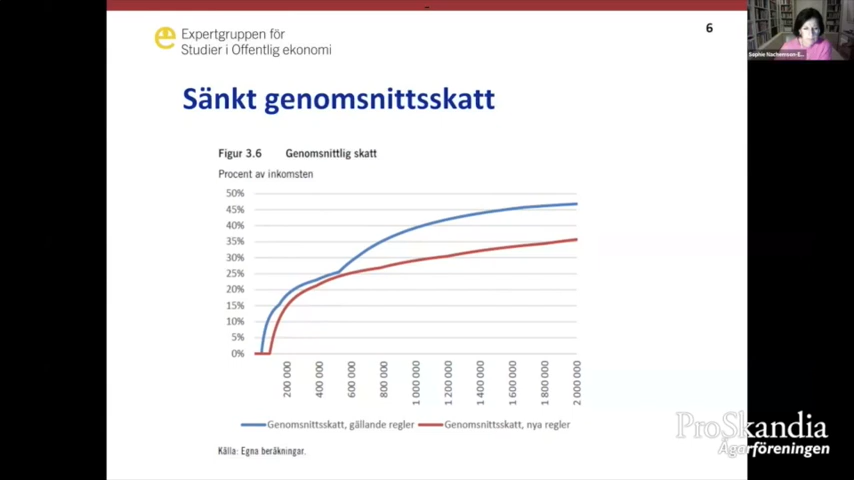 Expertgruppen för
Studier i Offentlig ekonomi
6
Sänkt genomsnittsskatt
Figur 3.6 Genomsnittlig skatt
Procent av inkomsten
50%
45%
40%
35%
30%
25%
20%
15%
10%
5%
0%
200 000
400 000
600 000
800 000
1 000 000
1 200 000
1 400 000
1 600 000
1 800 000
2 000 000
Genomsnittsskatt, gällande regler
Genomsnittsskatt, nya regler
Källa: Egna beräkningar.
ProSkandia
Ägarföreningen